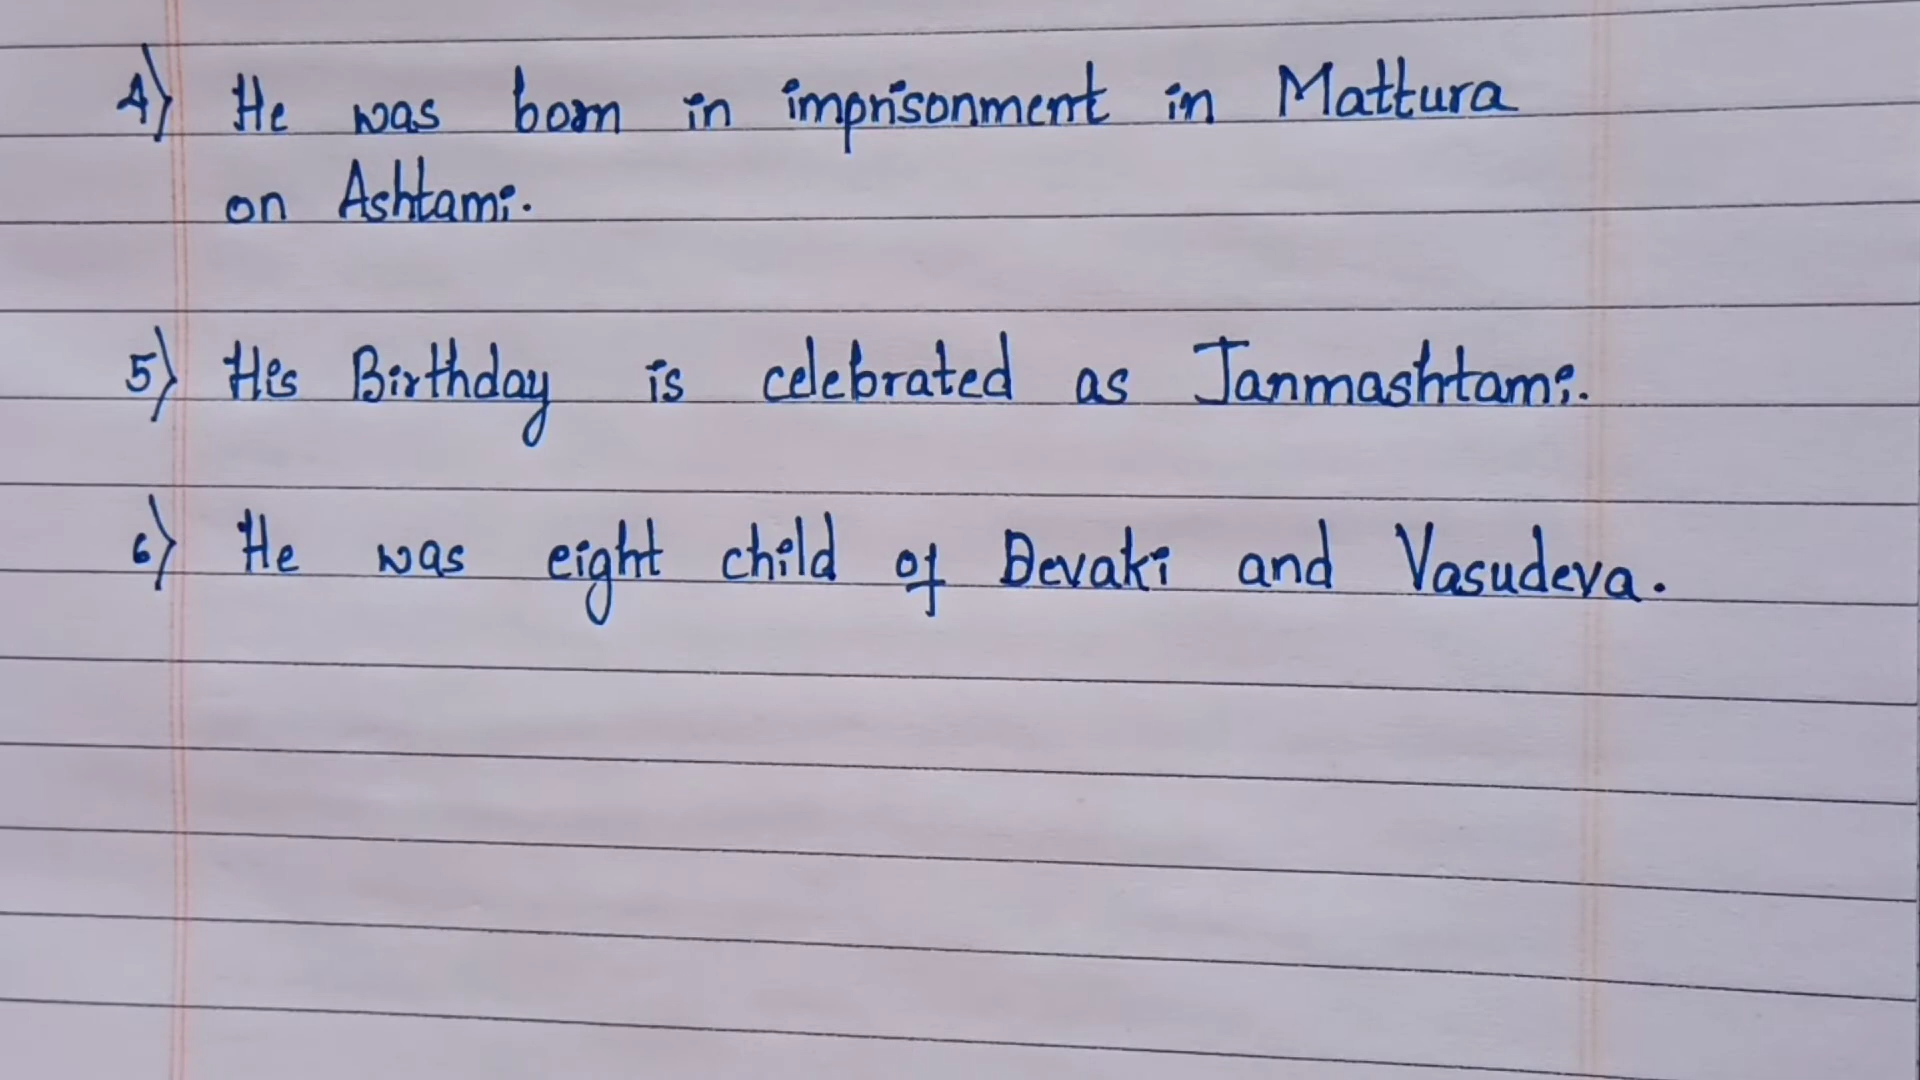 4) He was born in imprisonment in Mattura
on Ashtami.
5) His Birthday is celebrated as Janmashtami.
6) He was eight child of Devaki and Vasudeva.